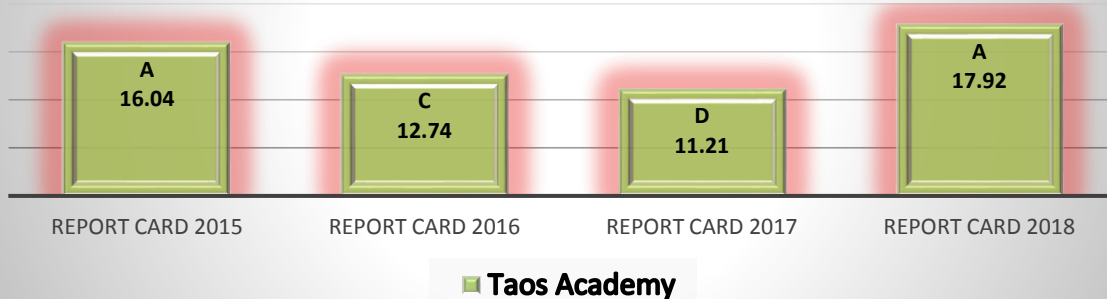 A
16.04
C
12.74
D
11.21
A
17.92
REPORT CARD 2015
REPORT CARD 2016
REPORT CARD 2017
REPORT CARD 2018
Taos Academy